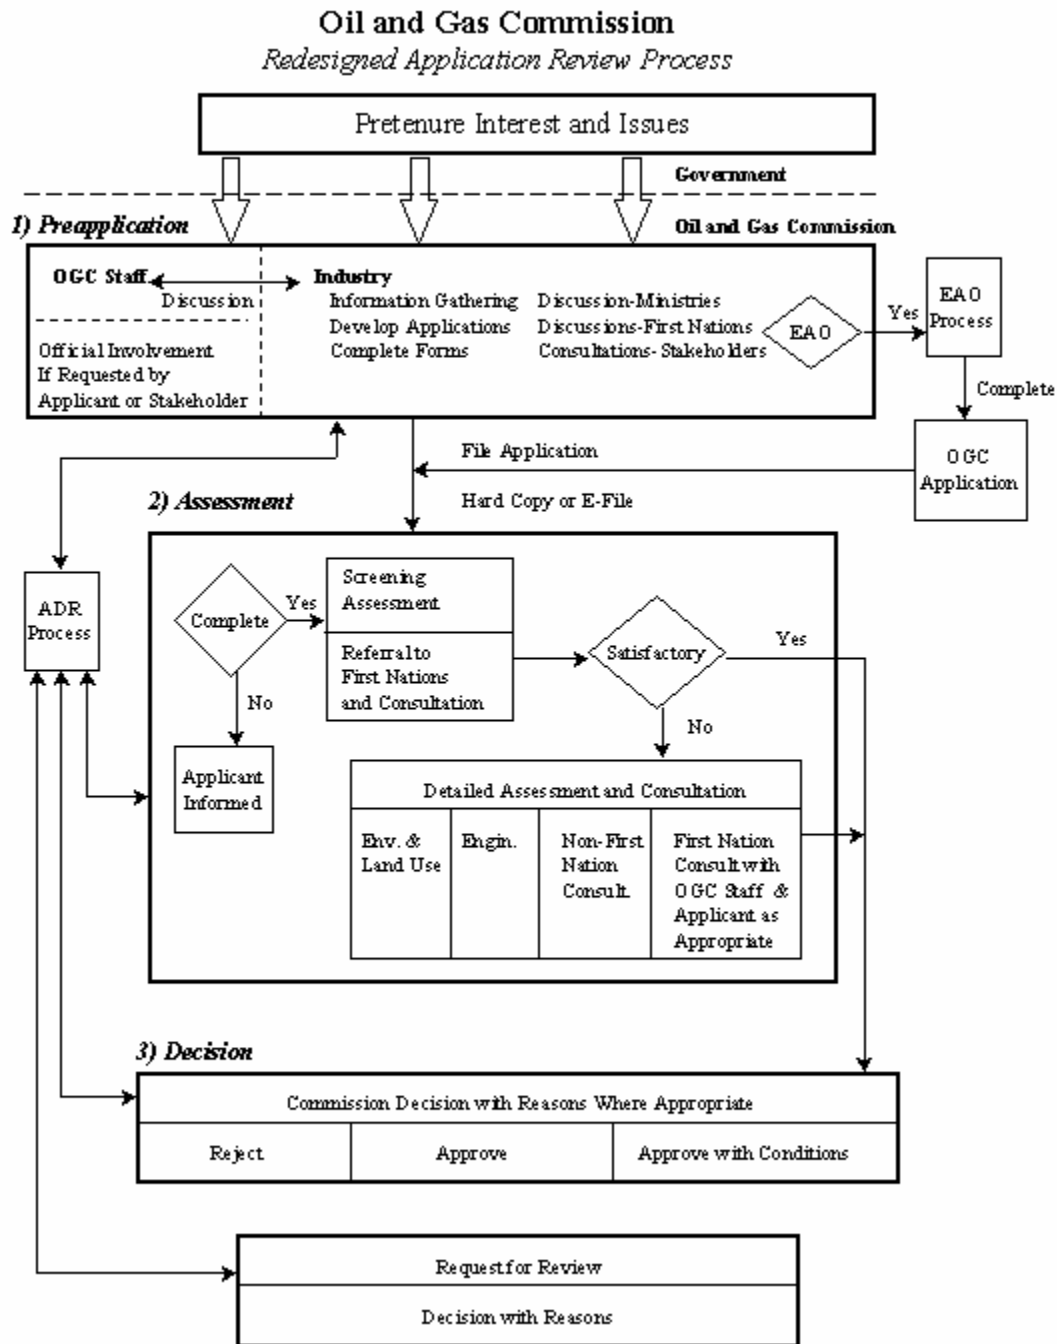 Oil and Gas Commission
Redesigned Application Review Process
Pretenure Interest and Issues
Government
1) Preapplication
Oil and Gas Commission
OGC Staff
Discussion
Official Involvement
If Requested by
Applicant or Stakeholder
Industry
Information Gathering
Develop Applications
Complete Forms
Discussion-Ministries
Discussions-First Nations
Consultations-Stakeholders
EAO
Yes
EAO
Process
Complete
OGC
Application
File Application
Hard Copy or E-File
2) Assessment
ADR
Process
Complete
Yes
No
Applicant
Informed
Screening
Assessment
Referral to
First Nations
and Consultation
Satisfactory
Yes
No
Detailed Assessment and Consultation
Env. &
Land Use
Engin.
Non-First
Nation
Consult.
First Nation
Consult with
OGC Staff &
Applicant as
Appropriate
3) Decision
Commission Decision with Reasons Where Appropriate
Reject
Approve
Approve with Conditions
Request for Review
Decision with Reasons